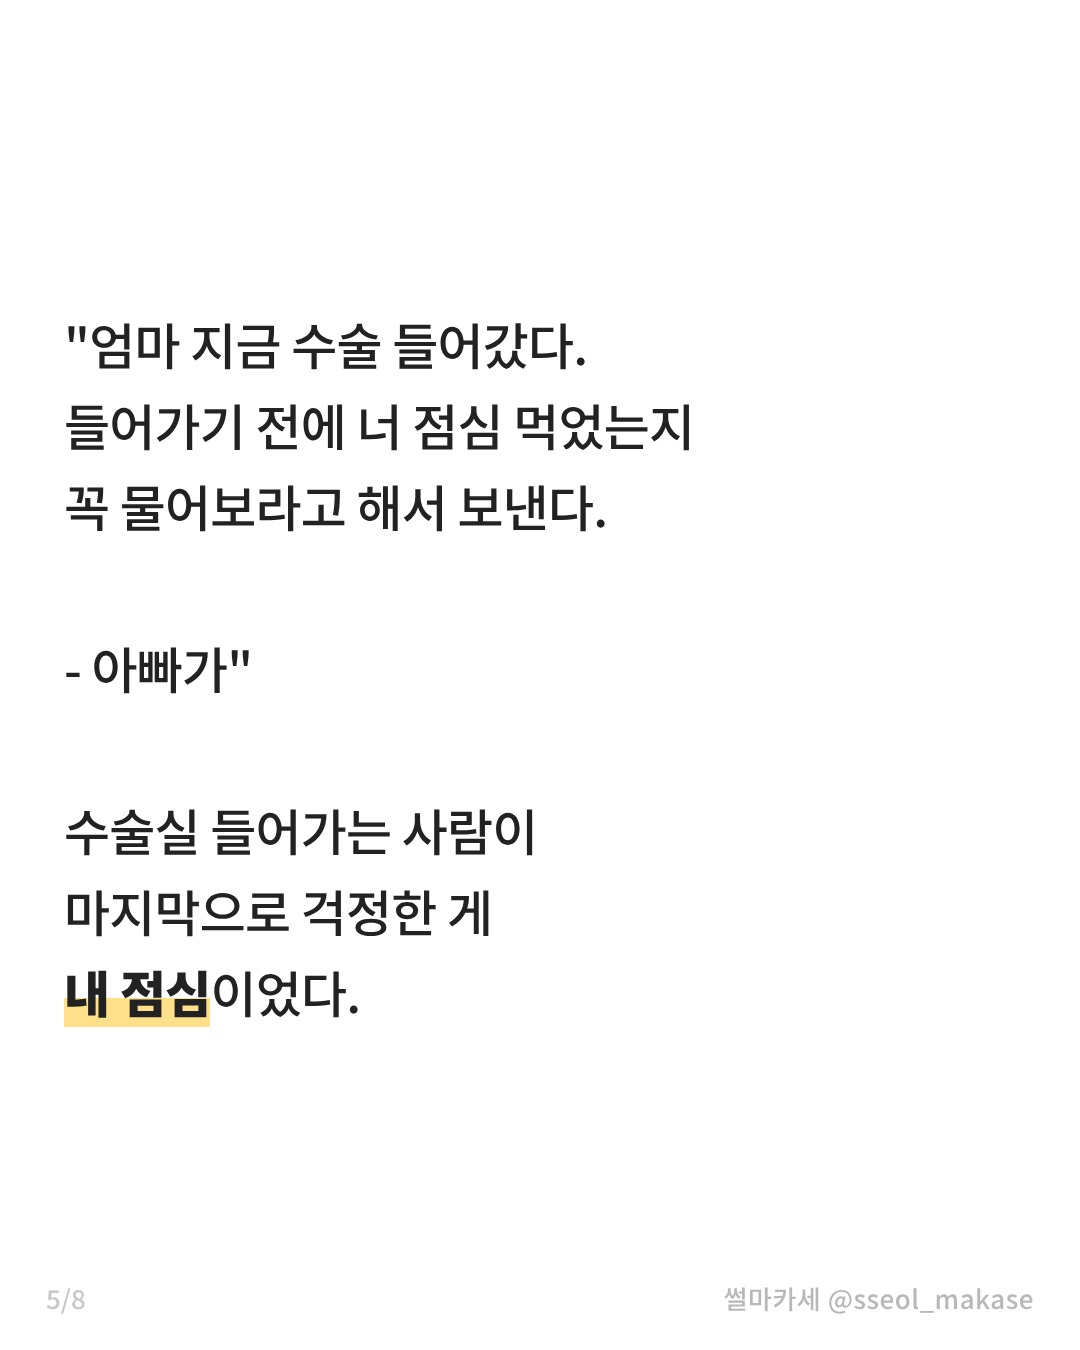 "엄마 지금 수술 들어갔다.
들어가기 전에 너 점심 먹었는지
꼭 물어보라고 해서 보낸다.
- 아빠가"
수술실 들어가는 사람이
마지막으로 걱정한 게
내 점심이었다.
5/8
썰마카세 @sseol_makase